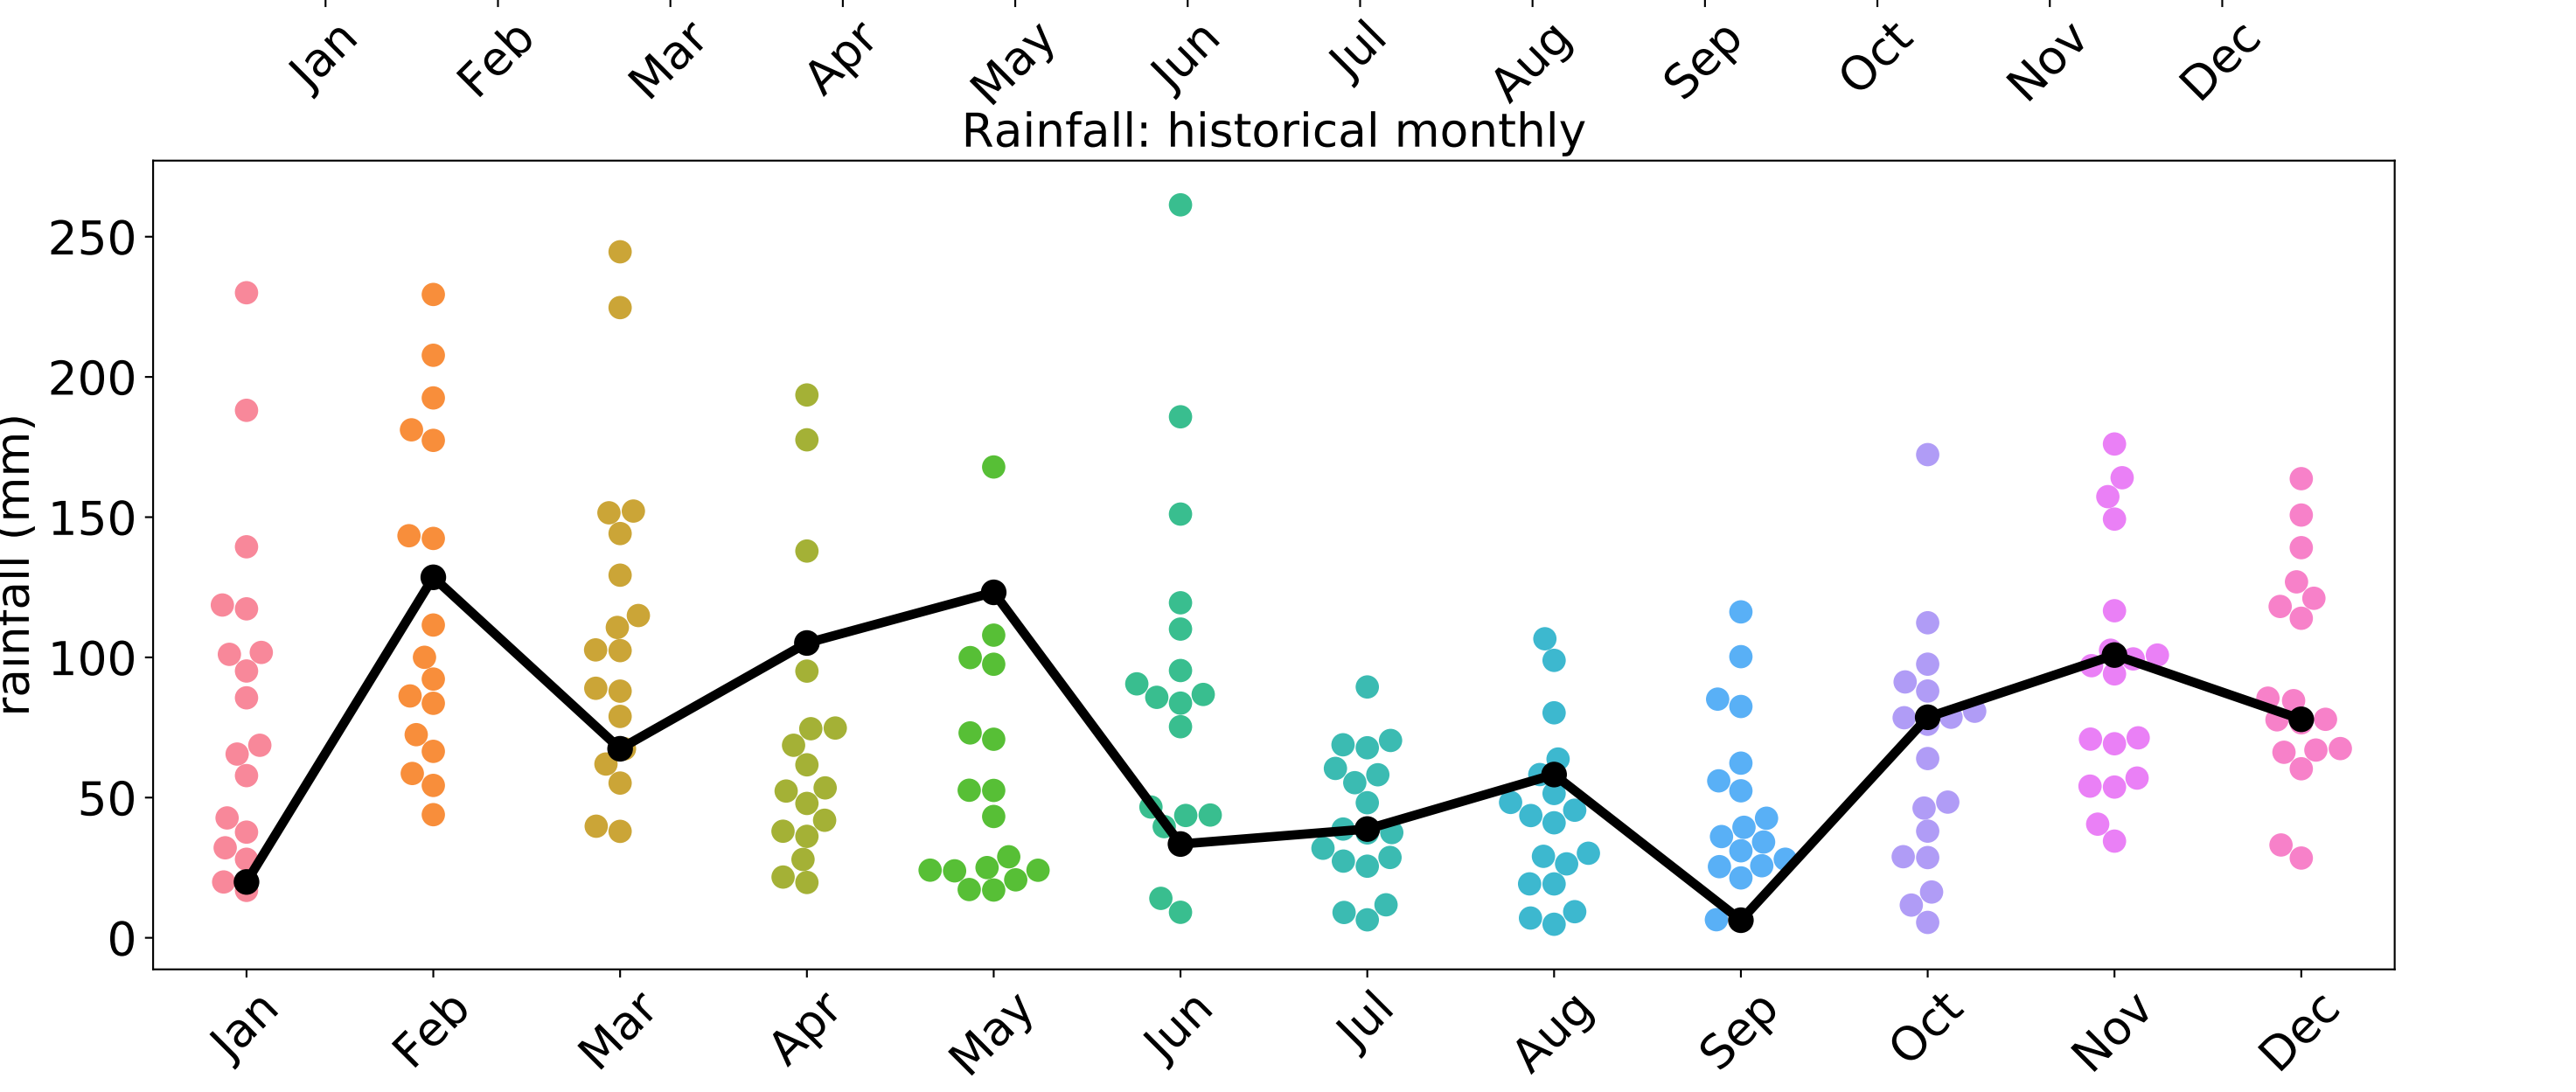 Jan Feb Mar Apr May Jun Jul Aug Sep Oct Nov Dec
Rainfall: historical monthly
rainfall (mm)
250
200
150
100
50
0
Jan Feb Mar Apr May Jun Jul Aug Sep Oct Nov Dec